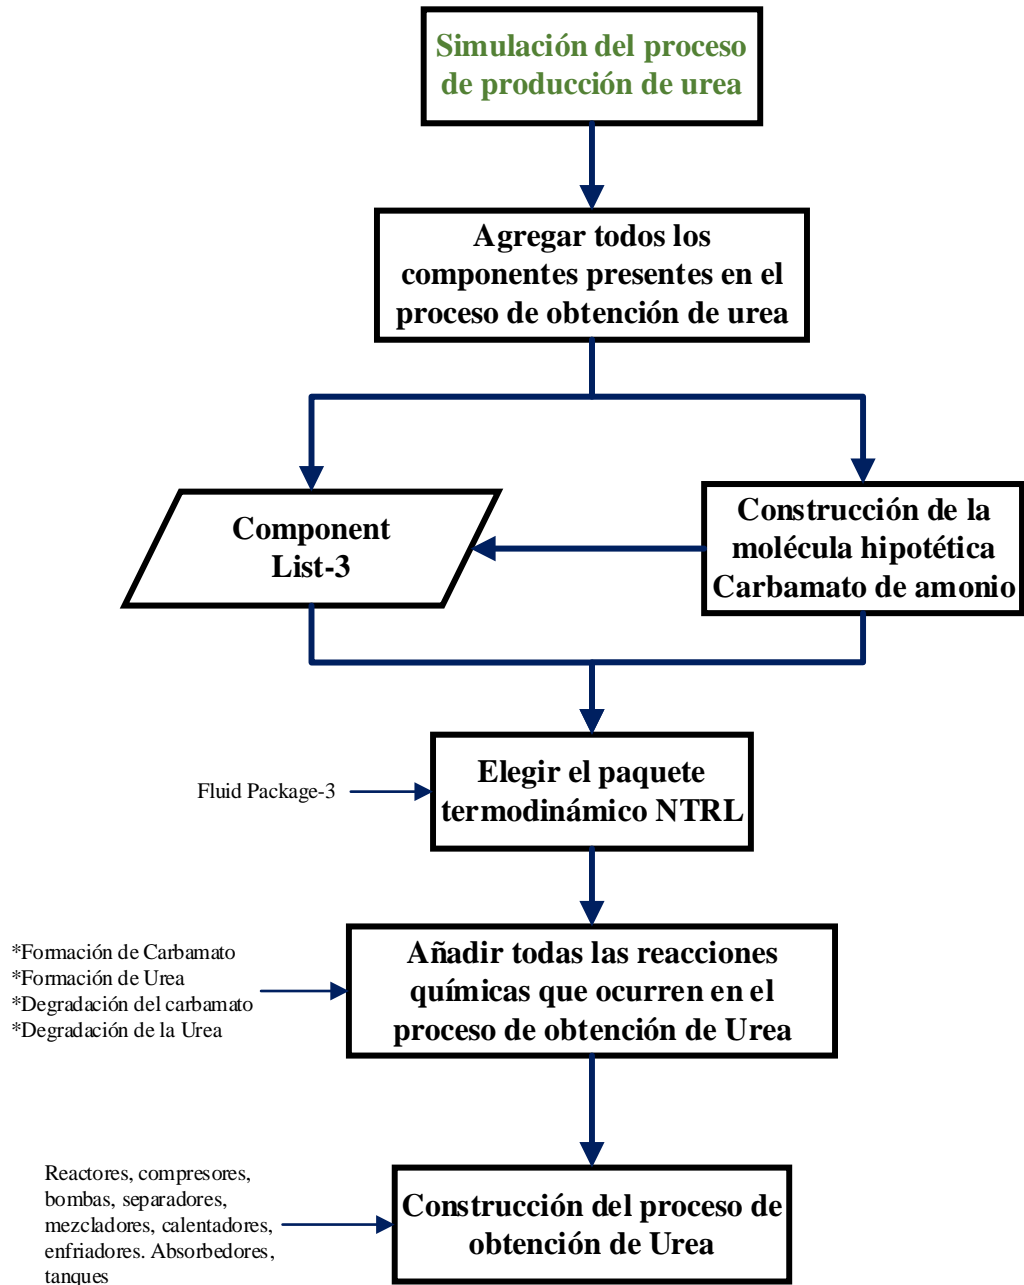 Simulación del proceso
de producción de urea
Agregar todos los
componentes presentes en el
proceso de obtención de urea
Component
List-3
Construcción de la
molécula hipotética
Carbamato de amonio
Fluid Package-3
Elegir el paquete
termodinámico NTRL
*Formación de Carbamato
*Formación de Urea
*Degradación del carbamato
*Degradación de la Urea
Añadir todas las reacciones
químicas que ocurren en el
proceso de obtención de Urea
Reactores, compresores,
bombas, separadores,
mezcladores, calentadores,
enfriadores. Absorbedores,
tanques
Construcción del proceso de
obtención de Urea